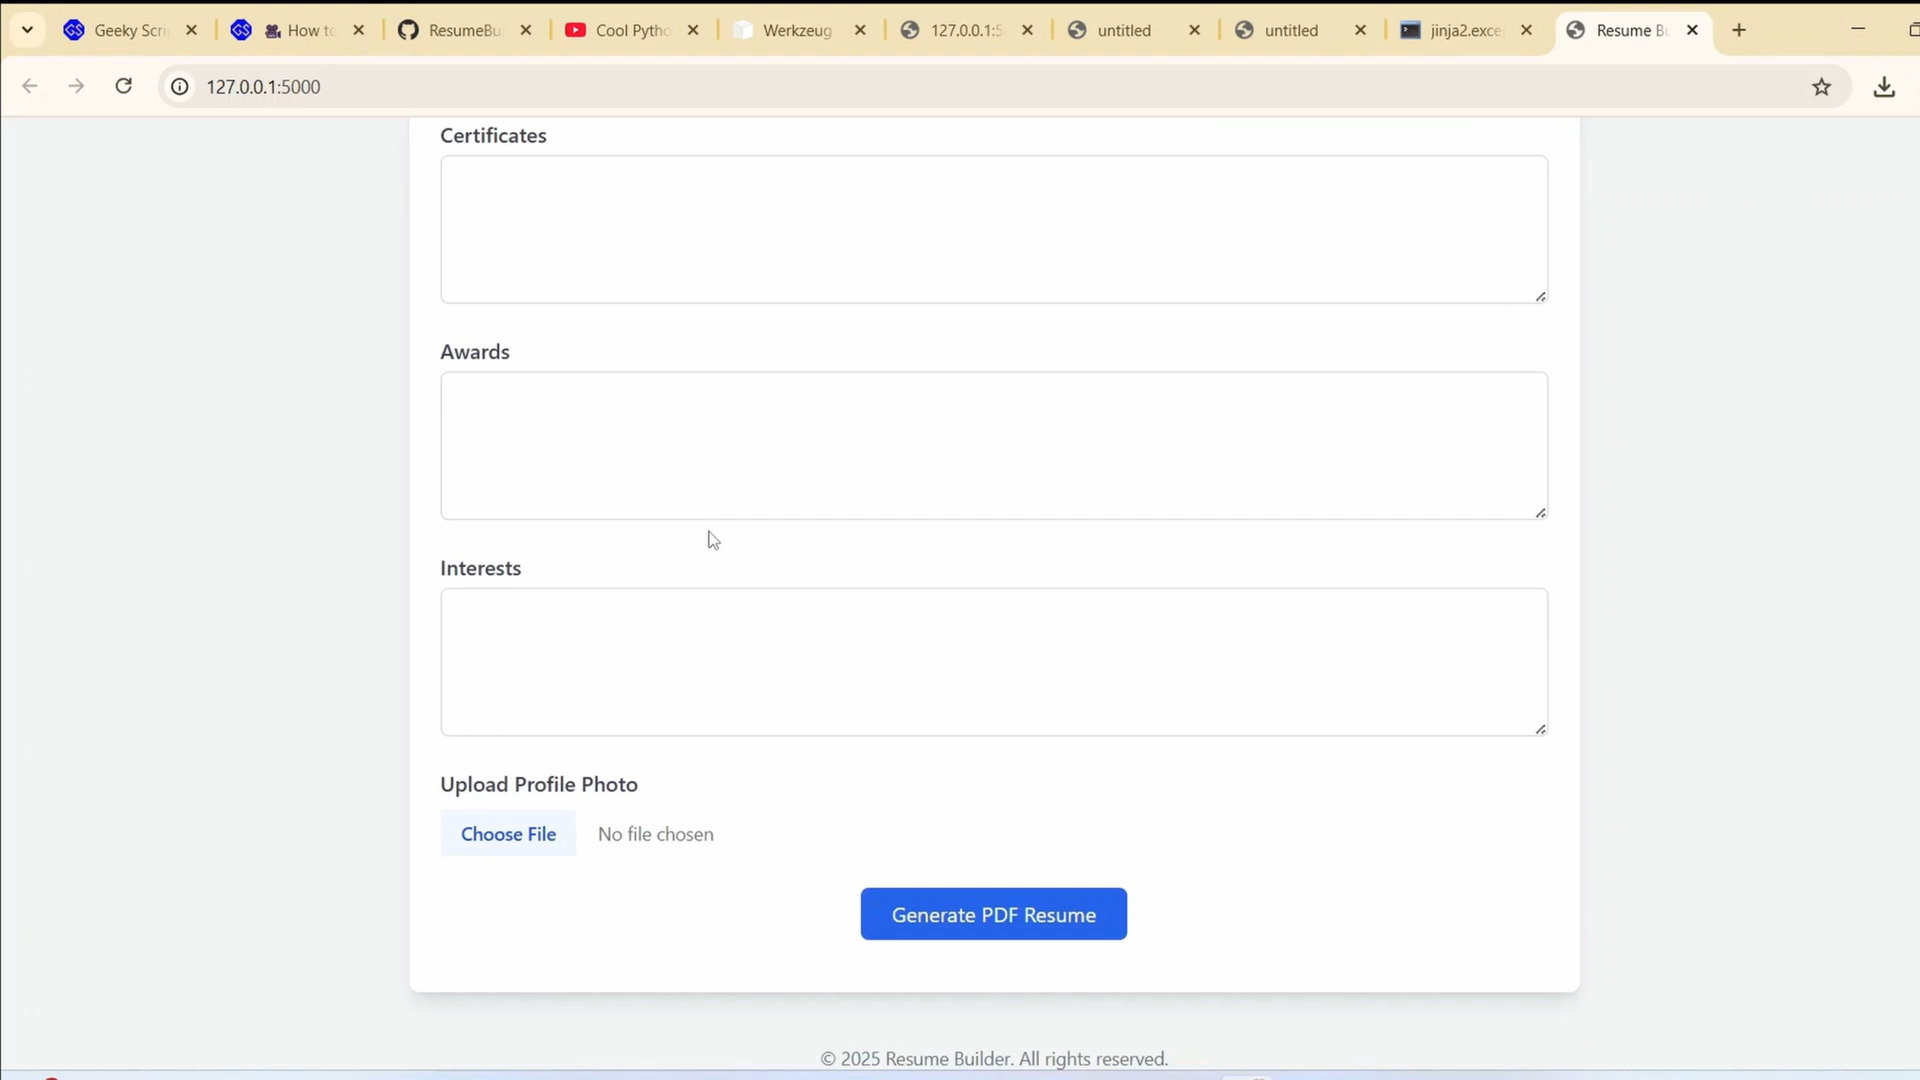 Geeky Scri
How to
ResumeBu
Cool Pytho
Werkzeug
127.0.0.1:5
untitled
untitled
jinja2.exce
Resume Bu
127.0.0.1:5000
Certificates
Awards
Interests
Upload Profile Photo
Choose File No file chosen
Generate PDF Resume
© 2025 Resume Builder. All rights reserved.